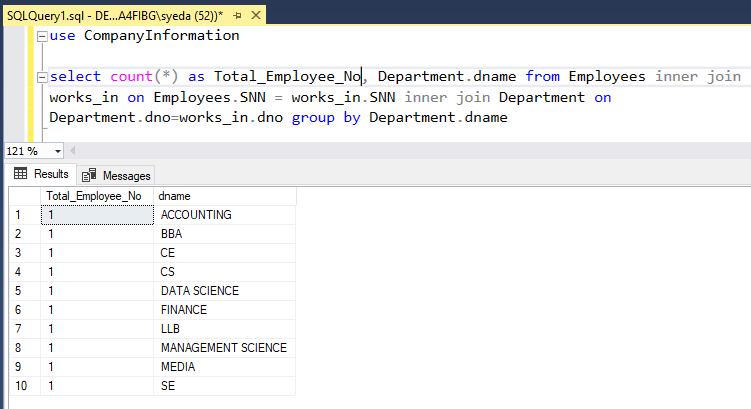 SQLQuery1.sql - DE...A4FIBG\syeda (52))*
use CompanyInformation
select count(*) as Total_Employee_No, Department.dname from Employees inner join
works_in on Employees.SNN = works_in.SNN inner join Department on
Department.dno=works_in.dno group by Department.dname
121 %
Results Messages
Total_Employee_No dname
1 1 ACCOUNTING
2 1 BBA
3 1 CE
4 1 CS
5 1 DATA SCIENCE
6 1 FINANCE
7 1 LLB
8 1 MANAGEMENT SCIENCE
9 1 MEDIA
10 1 SE